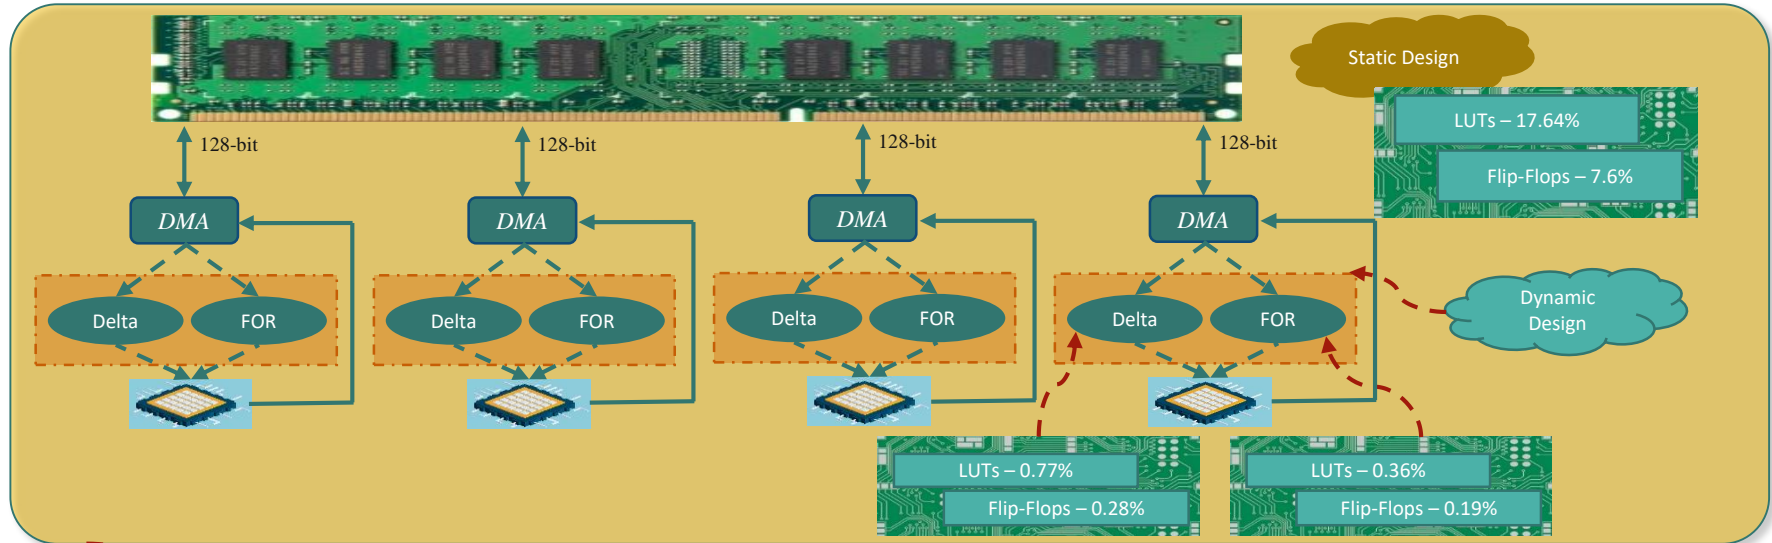 Static Design
LUTs – 17.64%
Flip-Flops – 7.6%
128-bit
128-bit
128-bit
128-bit
DMA
DMA
DMA
DMA
Delta
FOR
Delta
FOR
Delta
FOR
Delta
FOR
Dynamic
Design
LUTs – 0.77%
Flip-Flops – 0.28%
LUTs – 0.36%
Flip-Flops – 0.19%